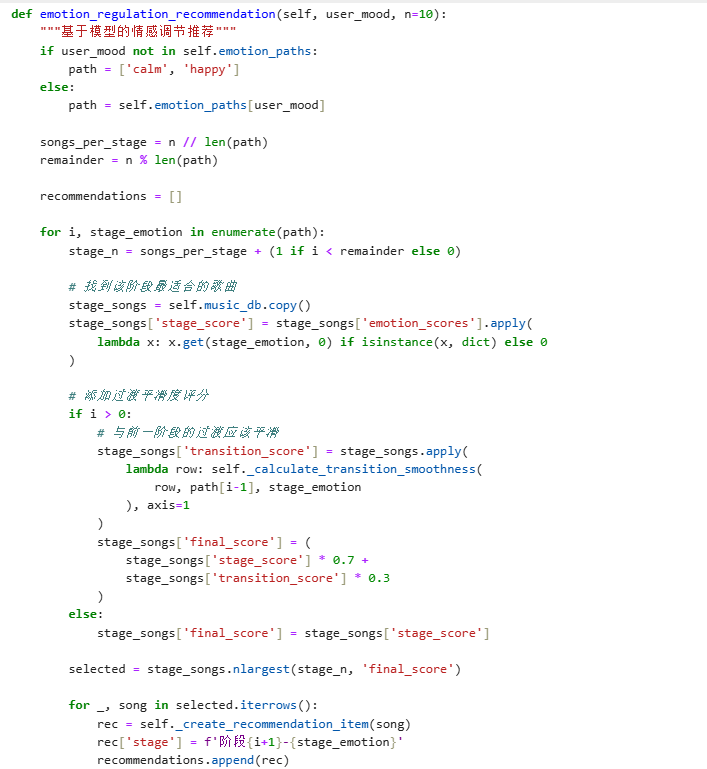 def emotion_regulation_recommendation(self, user_mood, n=10):
    """基于模型的情感调节推荐"""
    if user_mood not in self.emotion_paths:
        path = ['calm', 'happy']
    else:
        path = self.emotion_paths[user_mood]

    songs_per_stage = n // len(path)
    remainder = n % len(path)

    recommendations = []

    for i, stage_emotion in enumerate(path):
        stage_n = songs_per_stage + (1 if i < remainder else 0)

        # 找到该阶段最适合的歌曲
        stage_songs = self.music_db.copy()
        stage_songs['stage_score'] = stage_songs['emotion_scores'].apply(
            lambda x: x.get(stage_emotion, 0) if isinstance(x, dict) else 0
        )

        # 添加过渡平滑度评分
        if i > 0:
            # 与前一阶段的过渡应该平滑
            stage_songs['transition_score'] = stage_songs.apply(
                lambda row: self._calculate_transition_smoothness(
                    row, path[i-1], stage_emotion
                ), axis=1
            )
            stage_songs['final_score'] = (
                stage_songs['stage_score'] * 0.7 +
                stage_songs['transition_score'] * 0.3
            )
        else:
            stage_songs['final_score'] = stage_songs['stage_score']

        selected = stage_songs.nlargest(stage_n, 'final_score')

        for _, song in selected.iterrows():
            rec = self._create_recommendation_item(song)
            rec['stage'] = f'阶段{i+1}-{stage_emotion}'
            recommendations.append(rec)